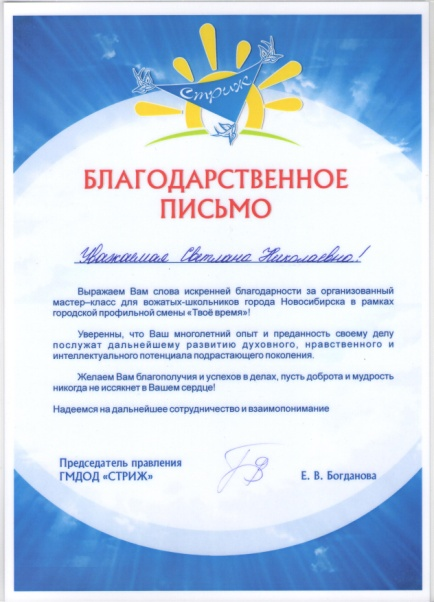 Стриж
БЛАГОДАРСТВЕННОЕ
ПИСЬМО
Уважаемая Светлана Николаевна!
Выражаем Вам слова искренней благодарности за организованный
мастер–класс для вожатых-школьников города Новосибирска в рамках
городской профильной смены «Твоё время»!
Уверенны, что Ваш многолетний опыт и преданность своему делу
послужат дальнейшему развитию духовного, нравственного и
интеллектуального потенциала подрастающего поколения.
Желаем Вам благополучия и успехов в делах, пусть доброта и мудрость
никогда не иссякнет в Вашем сердце!
Надеемся на дальнейшее сотрудничество и взаимопонимание
Председатель правления
ГМДОД «СТРИЖ»
Е. В. Богданова